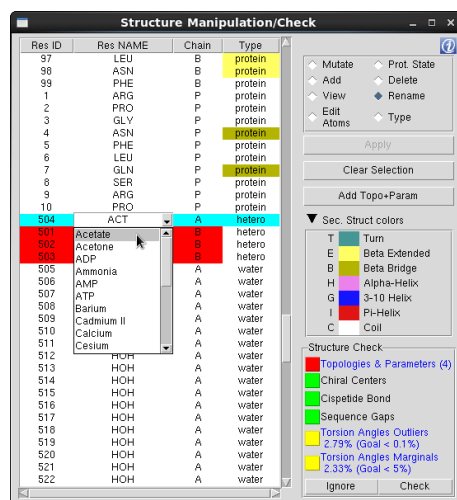 Structure Manipulation/Check
Res ID Res NAME Chain Type
97 LEU B protein
98 ASN B protein
99 PHE B protein
1 ARG P protein
2 PRO P protein
3 GLY P protein
4 ASN P protein
5 PHE P protein
6 LEU P protein
7 GLN P protein
8 SER P protein
9 ARG P protein
10 PRO P protein
504 ACT A hetero
501 B hetero
502 B hetero
503 B hetero
505 A water
506 A water
507 A water
508 A water
509 A water
510 A water
511 A water
512 HOH A water
513 HOH A water
514 HOH A water
515 HOH A water
516 HOH A water
517 HOH A water
518 HOH A water
519 HOH A water
520 HOH A water
521 HOH A water
522 HOH A water
Acetate
Acetone
ADP
Ammonia
AMP
ATP
Barium
Cadmium II
Calcium
Cesium
i
Mutate Prot. State
Add Delete
View Rename
Edit Atoms Type
Apply
Clear Selection
Add Topo+Param
Sec. Struct colors
T Turn
E Beta Extended
B Beta Bridge
H Alpha-Helix
G 3-10 Helix
I Pi-Helix
C Coil
Structure Check
Topologies & Parameters (4)
Chiral Centers
Cispetide Bond
Sequence Gaps
Torsion Angles Outliers
2.79% (Goal < 0.1%)
Torsion Angles Marginals
2.33% (Goal < 5%)
Ignore Check